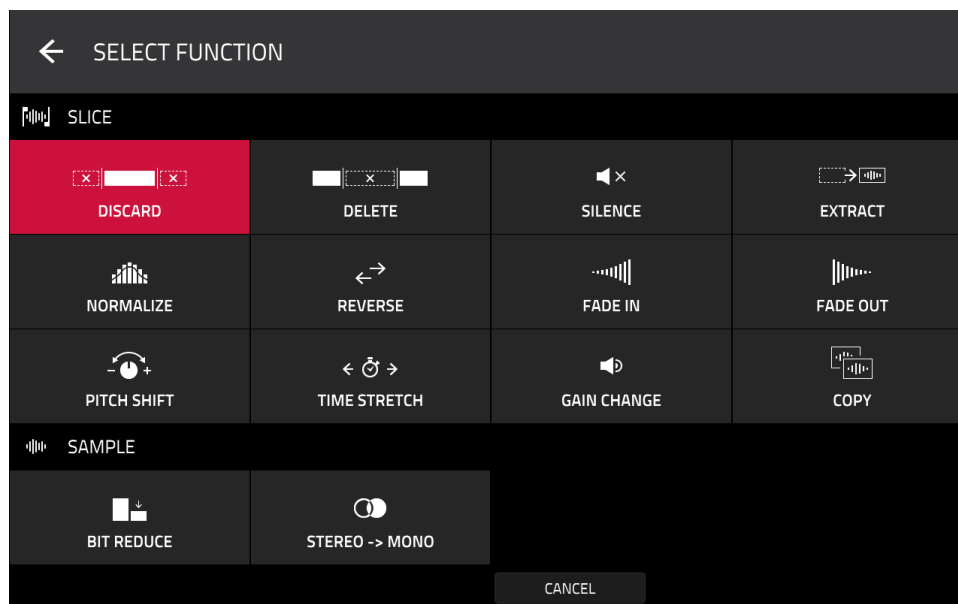 SELECT FUNCTION
SLICE
DISCARD
DELETE
SILENCE
EXTRACT
NORMALIZE
REVERSE
FADE IN
FADE OUT
PITCH SHIFT
TIME STRETCH
GAIN CHANGE
COPY
SAMPLE
BIT REDUCE
STEREO -> MONO
CANCEL